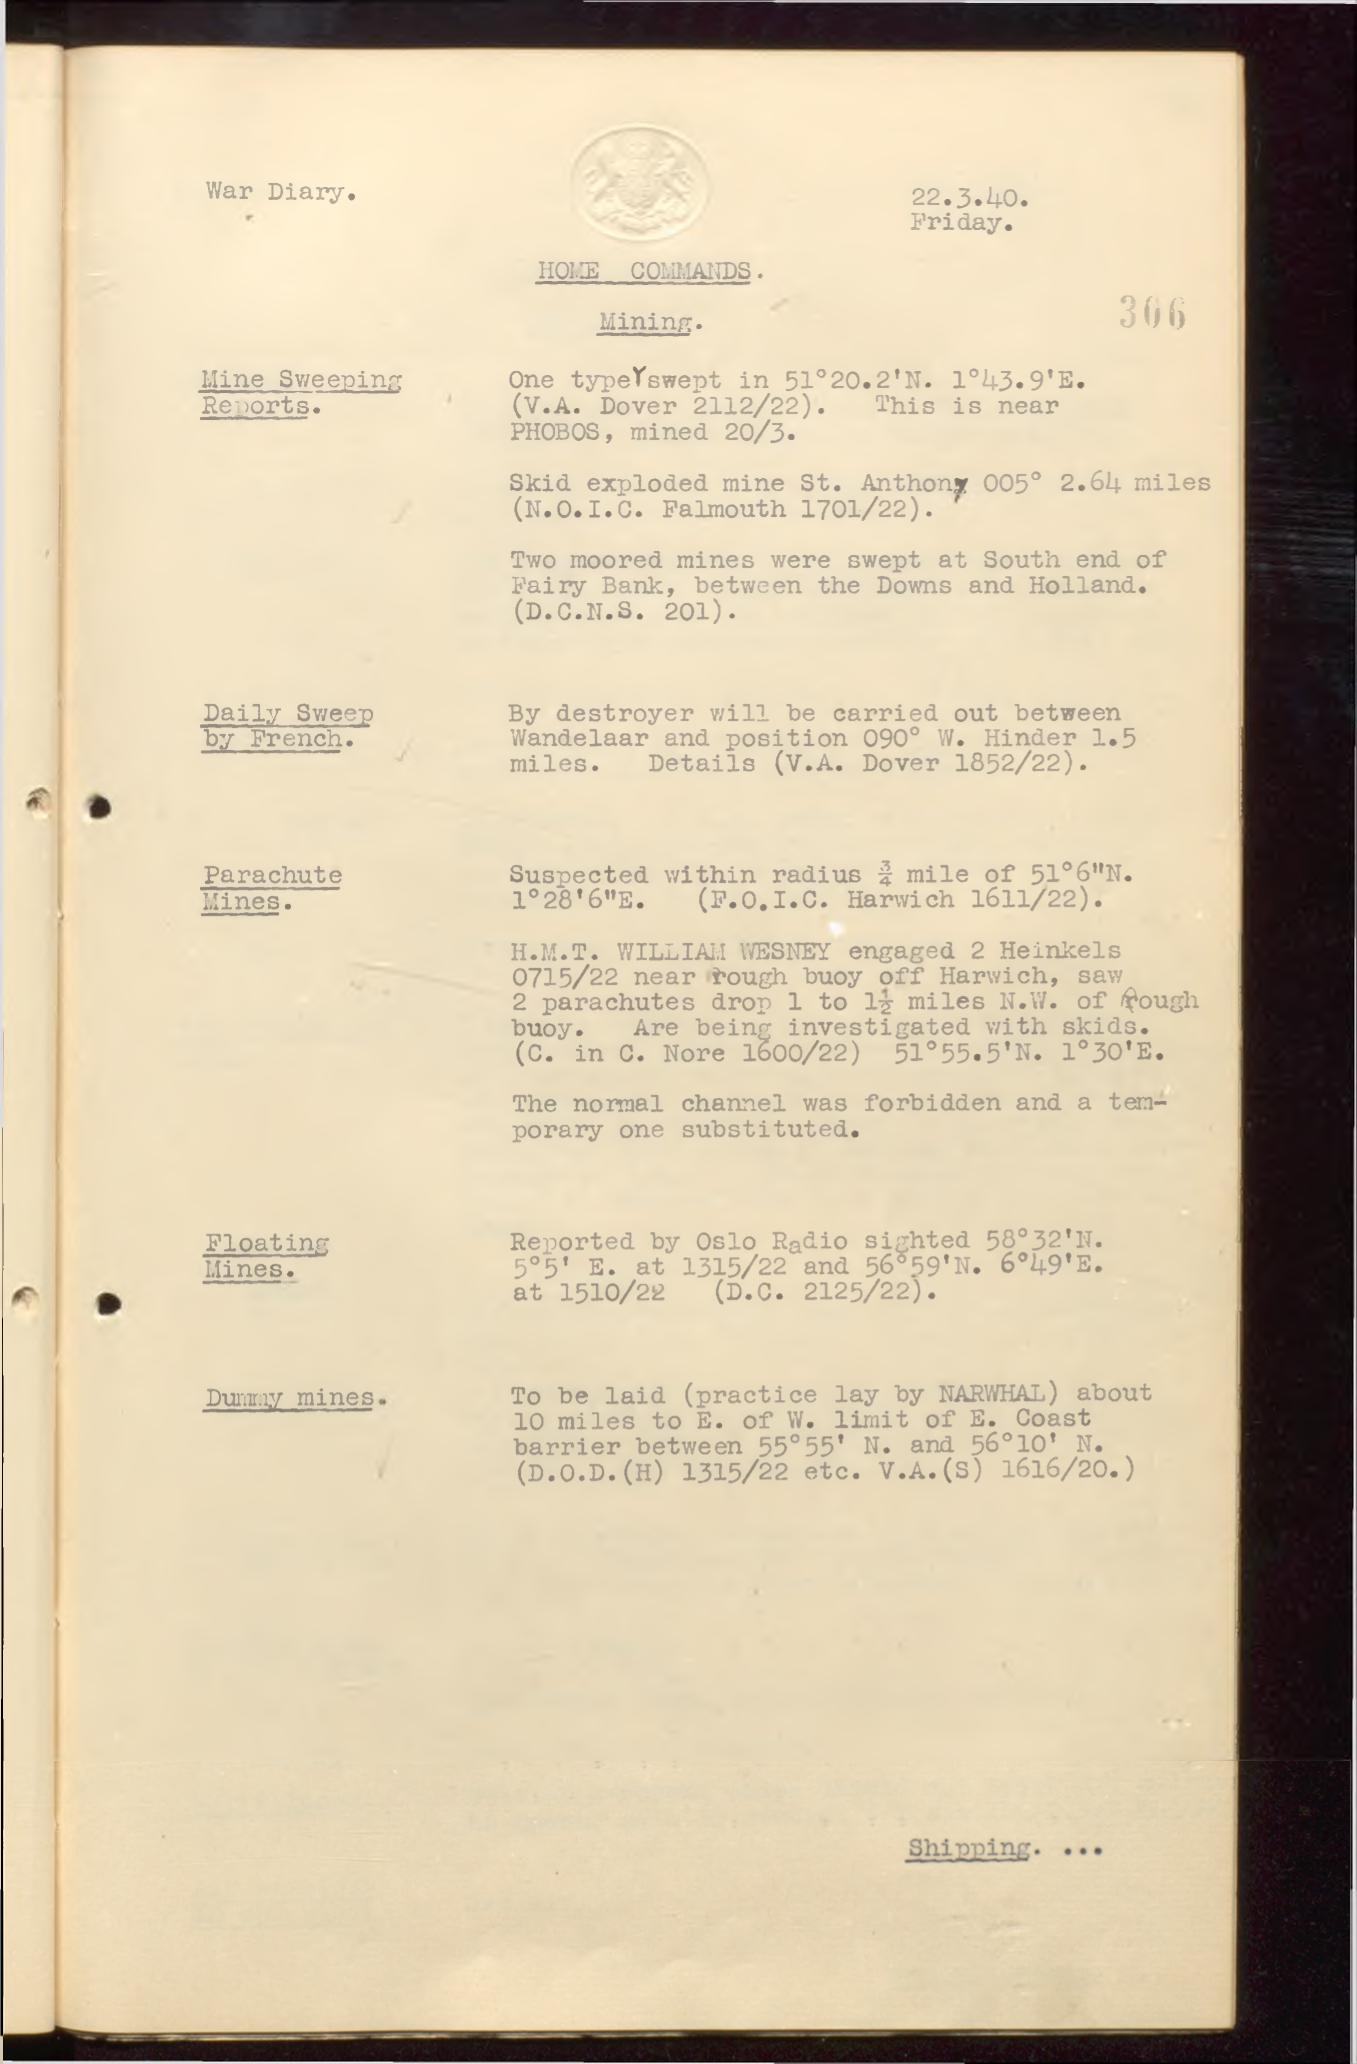 War Diary.
22.3.40.
Friday.
HOME COMMANDS.
306
Mining.
Mine Sweeping
Reports.
One type Y swept in 51°20.2'N. 1°43.9'E.
(V.A. Dover 2112/22). This is near
PHOBOS, mined 20/3.
Skid exploded mine St. Anthony 005° 2.64 miles
(N.O.I.C. Falmouth 1701/22).
Two moored mines were swept at South end of
Fairy Bank, between the Downs and Holland.
(D.C.N.S. 201).
Daily Sweep
by French.
By destroyer will be carried out between
Wandelaar and position 090° W. Hinder 1.5
miles. Details (V.A. Dover 1852/22).
Parachute
Mines.
Suspected within radius ¾ mile of 51°6"N.
1°28'6"E. (F.O.I.C. Harwich 1611/22).
H.M.T. WILLIAM WESNEY engaged 2 Heinkels
0715/22 near rough buoy off Harwich, saw
2 parachutes drop 1 to 1½ miles N.W. of rough
buoy. Are being investigated with skids.
(C. in C. Nore 1600/22) 51°55.5'N. 1°30'E.
The normal channel was forbidden and a tem-
porary one substituted.
Floating
Mines.
Reported by Oslo Radio sighted 58°32'N.
5°5' E. at 1315/22 and 56°59'N. 6°49'E.
at 1510/22 (D.C. 2125/22).
Dummy mines.
To be laid (practice lay by NARWHAL) about
10 miles to E. of W. limit of E. Coast
barrier between 55°55' N. and 56°10' N.
(D.O.D.(H) 1315/22 etc. V.A.(S) 1616/20.)
Shipping. ...